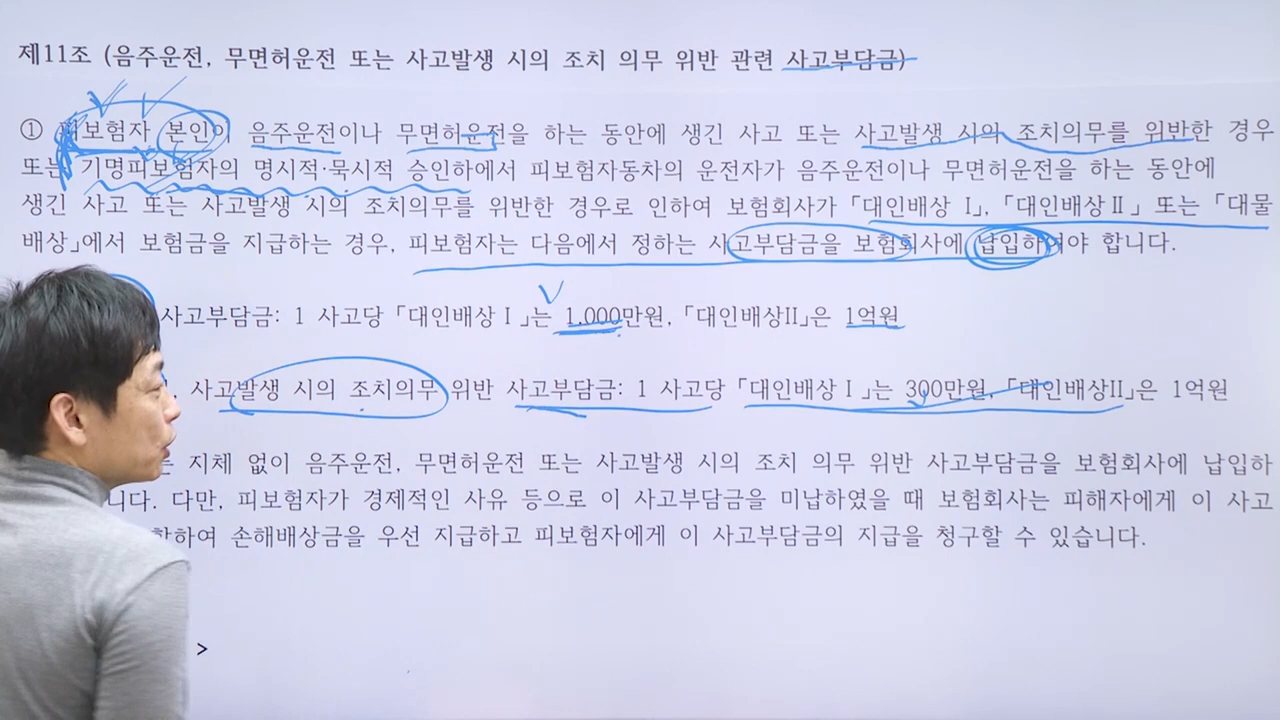 제11조 (음주운전, 무면허운전 또는 사고발생 시의 조치 의무 위반 관련 사고부담금)
① 피보험자 본인이 음주운전이나 무면허운전을 하는 동안에 생긴 사고 또는 사고발생 시의 조치의무를 위반한 경우
또는 기명피보험자의 명시적·묵시적 승인하에서 피보험자동차의 운전자가 음주운전이나 무면허운전을 하는 동안에
생긴 사고 또는 사고발생 시의 조치의무를 위반한 경우로 인하여 보험회사가 「대인배상 Ⅰ」, 「대인배상Ⅱ」 또는 「대물
배상」에서 보험금을 지급하는 경우, 피보험자는 다음에서 정하는 사고부담금을 보험회사에 납입하여야 합니다.
사고부담금: 1 사고당 「대인배상Ⅰ」는 1,000만원, 「대인배상II」은 1억원
사고발생 시의 조치의무 위반 사고부담금: 1 사고당 「대인배상Ⅰ」는 300만원, 「대인배상II」은 1억원
지체 없이 음주운전, 무면허운전 또는 사고발생 시의 조치 의무 위반 사고부담금을 보험회사에 납입하
니다. 다만, 피보험자가 경제적인 사유 등으로 이 사고부담금을 미납하였을 때 보험회사는 피해자에게 이 사고
하여 손해배상금을 우선 지급하고 피보험자에게 이 사고부담금의 지급을 청구할 수 있습니다.
>